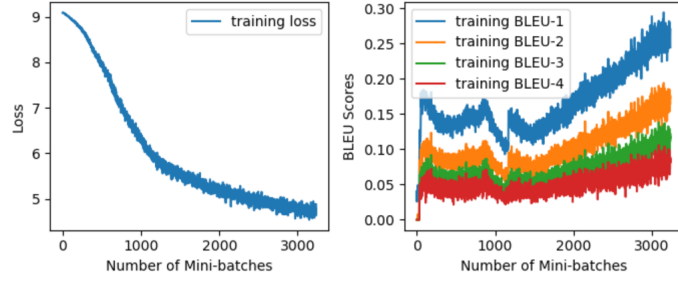 9
8
7
6
5
Loss
0
1000
2000
3000
Number of Mini-batches
training loss
0.30
0.25
0.20
0.15
0.10
0.05
0.00
BLEU Scores
0
1000
2000
3000
Number of Mini-batches
training BLEU-1
training BLEU-2
training BLEU-3
training BLEU-4